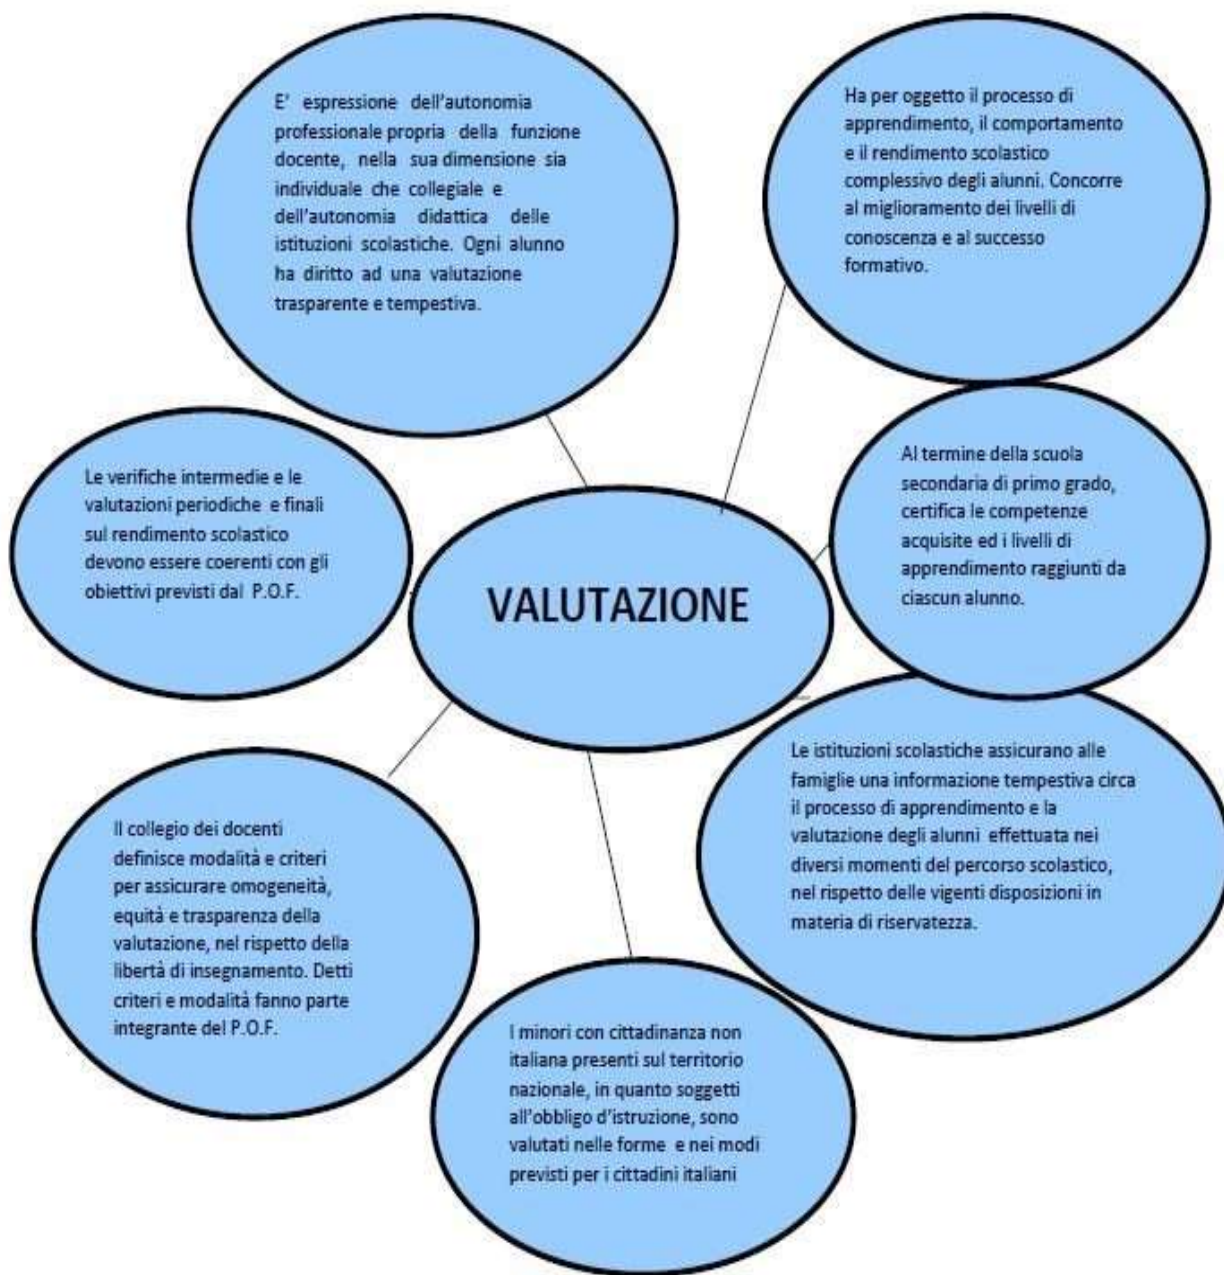 E' espressione dell'autonomia
professionale propria della funzione
docente, nella sua dimensione sia
individuale che collegiale e
dell'autonomia didattica delle
istituzioni scolastiche. Ogni alunno
ha diritto ad una valutazione
trasparente e tempestiva.
Ha per oggetto il processo di
apprendimento, il comportamento
e il rendimento scolastico
complessivo degli alunni. Concorre
al miglioramento dei livelli di
conoscenza e al successo
formativo.
Le verifiche intermedie e le
valutazioni periodiche e finali
sul rendimento scolastico
devono essere coerenti con gli
obiettivi previsti dal P.O.F.
VALUTAZIONE
Al termine della scuola
secondaria di primo grado,
certifica le competenze
acquisite ed i livelli di
apprendimento raggiunti da
ciascun alunno.
Le istituzioni scolastiche assicurano alle
famiglie una informazione tempestiva circa
il processo di apprendimento e la
valutazione degli alunni effettuata nei
diversi momenti del percorso scolastico,
nel rispetto delle vigenti disposizioni in
materia di riservatezza.
Il collegio dei docenti
definisce modalità e criteri
per assicurare omogeneità,
equità e trasparenza della
valutazione, nel rispetto della
libertà di insegnamento. Detti
criteri e modalità fanno parte
integrante del P.O.F.
I minori con cittadinanza non
italiana presenti sul territorio
nazionale, in quanto soggetti
all'obbligo d'istruzione, sono
valutati nelle forme e nei modi
previsti per i cittadini italiani